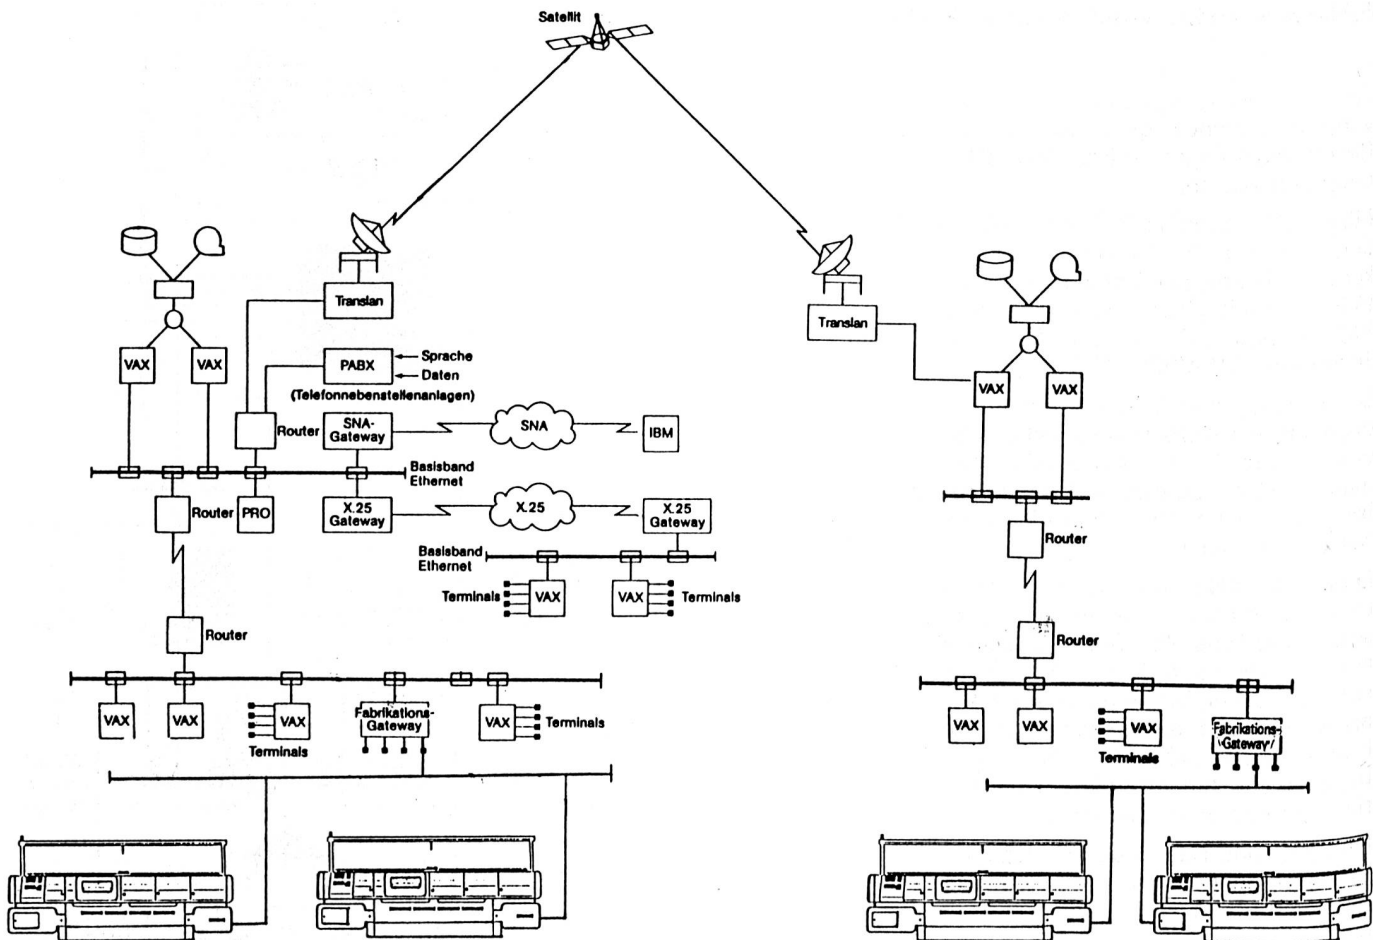 Satellit
Translan
PABX
Sprache
Daten
(Telefonnebenstellenanlagen)
VAX
VAX
Router
SNA-
Gateway
SNA
IBM
Basisband
Ethernet
Router
PRO
X.25
Gateway
X.25
X.25
Gateway
Basisband
Ethernet
Terminals
VAX
VAX
Terminals
Router
VAX
VAX
VAX
Terminals
Fabrikations-
Gateway
VAX
Terminals
Translan
VAX
VAX
Router
Router
VAX
VAX
VAX
Terminals
Fabrikations-
Gateway